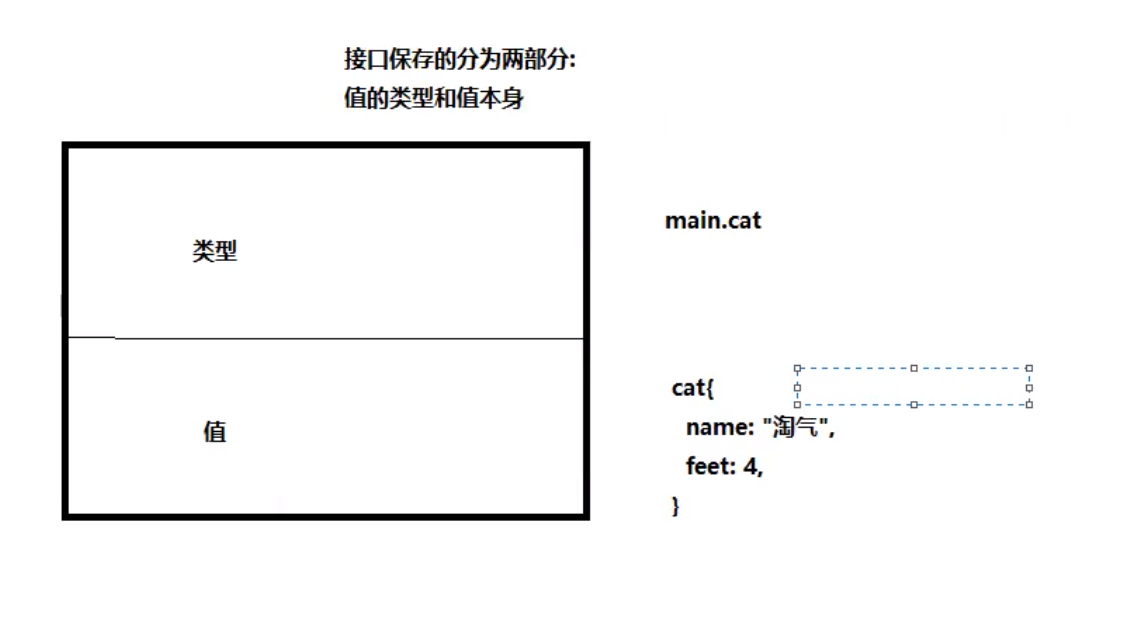 接口保存的分为两部分:
值的类型和值本身
类型
main.cat
值
cat{
name: "淘气",
feet: 4,
}